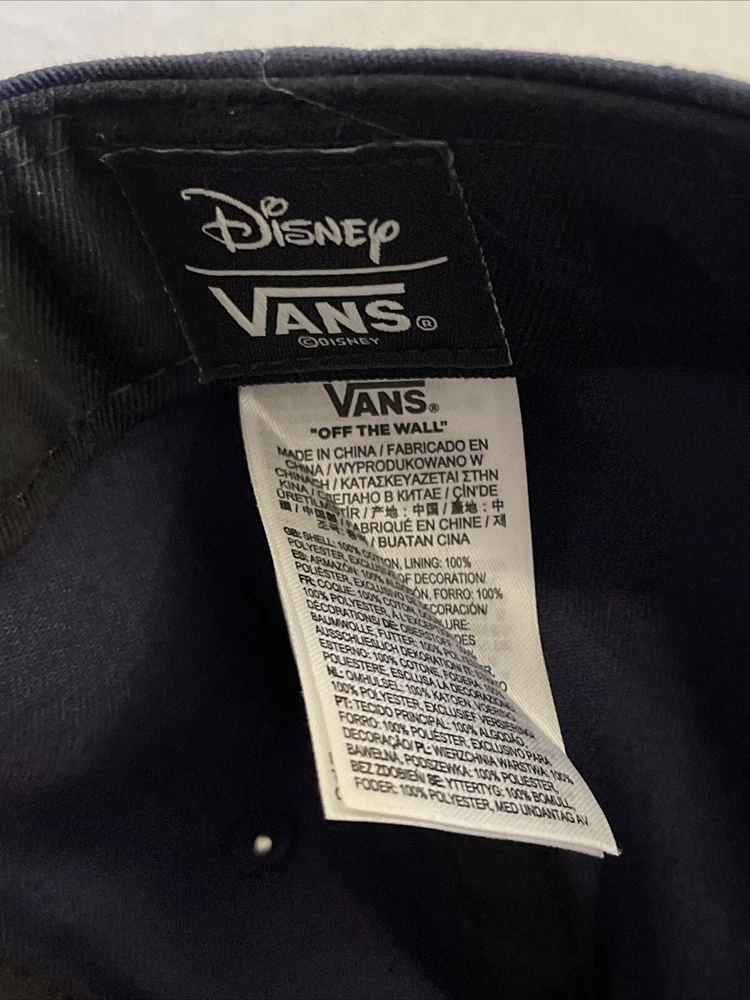 Disney
VANS®
©DISNEY
VANS®
"OFF THE WALL"
MADE IN CHINA / FABRICADO EN
CHINA / WYPRODUKOWANO W
CHINACH / ΚΑΤΑΣΚΕΥΑΖΕΤΑΙ ΣΤΗΝ
ΚΙΝΑ / СДЕЛАНО В КИТАЕ / ÇİN'DE
ÜRETİLMİŞTİR / 产地 : 中国 / 產地 : 中
/ 中国製 / FABRIQUÉ EN CHINE / 제
/ BUATAN CINA
GB: SHELL: 100% COTTON, LINING: 100%
POLYESTER, EXCLUSIVE OF DECORATION/
ES: ARMAZÓN: 100% ALGODÓN, FORRO: 100%
POLIÉSTER, EXCLUSIVO DE DECORACIÓN/
FR: COQUE: 100% COTON,
100% POLYESTER, À L'EXCEPTION
DÉCORATIONS/ DE: OBERSTOFF
BAUMWOLLE, FUTTER: 100% POLYESTER,
AUSSCHLIESSLICH DEKORATION/ IT:
ESTERNO: 100% COTONE, FODERA
POLIESTERE, ESCLUSA LA DECORAZIONE
NL: OMHULSEL: 100% KATOEN, VOERING
100% POLYESTER, EXCLUSIEF VERSIERING
PT: TECIDO PRINCIPAL: 100% ALGODÃO,
FORRO: 100% POLIÉSTER, EXCLUSIVO PARA
DECORAÇÃO/ PL: WIERZCHNIA WARSTWA: 100%
BAWEŁNA, PODSZEWKA: 100% POLIESTER,
BEZ ZDOBIEŃ/ SE: YTTERTYG: 100% BOMULL,
FODER: 100% POLYESTER, MED UNDANTAG AV